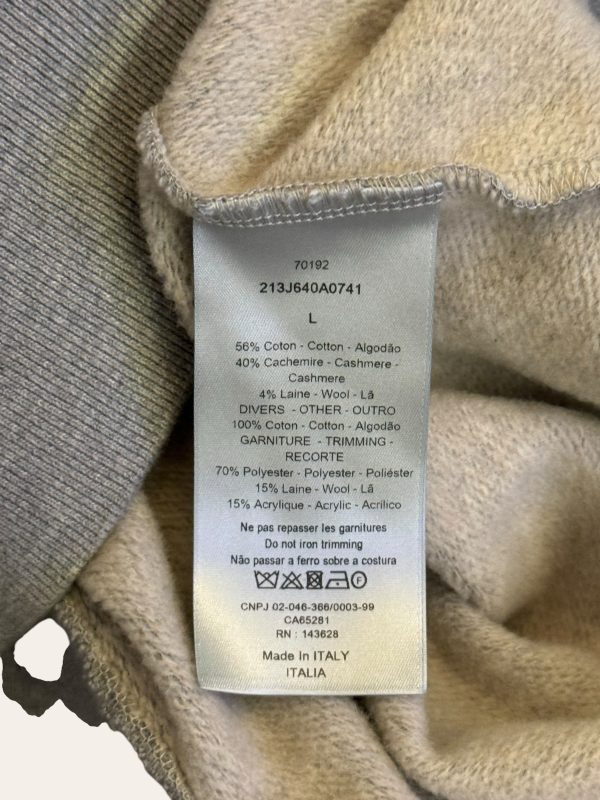 70192
213J640A0741
L
56% Coton - Cotton - Algodão
40% Cachemire - Cashmere -
Cashmere
4% Laine - Wool - Lã
DIVERS - OTHER - OUTRO
100% Coton - Cotton - Algodão
GARNITURE - TRIMMING -
RECORTE
70% Polyester - Polyester - Poliéster
15% Laine - Wool - Lã
15% Acrylique - Acrylic - Acrílico
Ne pas repasser les garnitures
Do not iron trimming
Não passar a ferro sobre a costura
F
CNPJ 02-046-366/0003-99
CA65281
RN : 143628
Made in ITALY
ITALIA